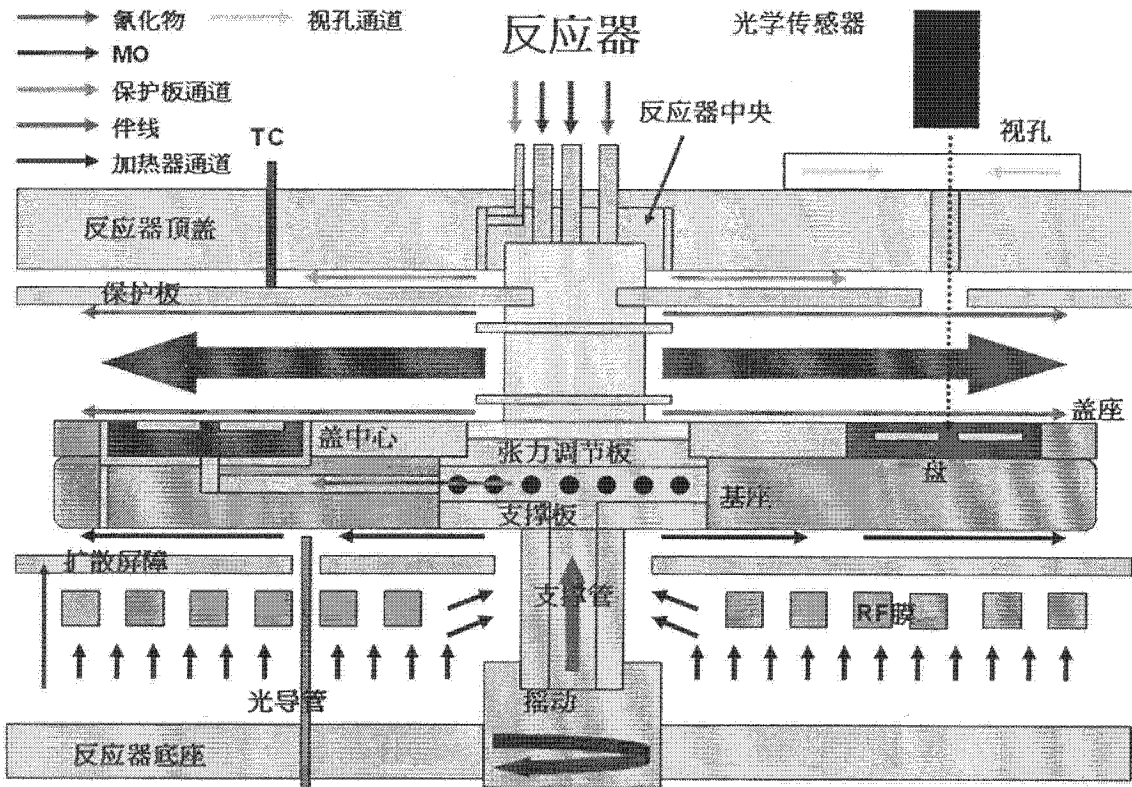 氰化物
视孔通道
MO
保护板通道
伴线
加热器通道
TC
反应器
光学传感器
反应器中央
视孔
反应器顶盖
保护板
盖座
盖中心
张力调节板
盘
基座
支撑板
扩散屏障
支撑管
RF膜
光导管
摇动
反应器底座